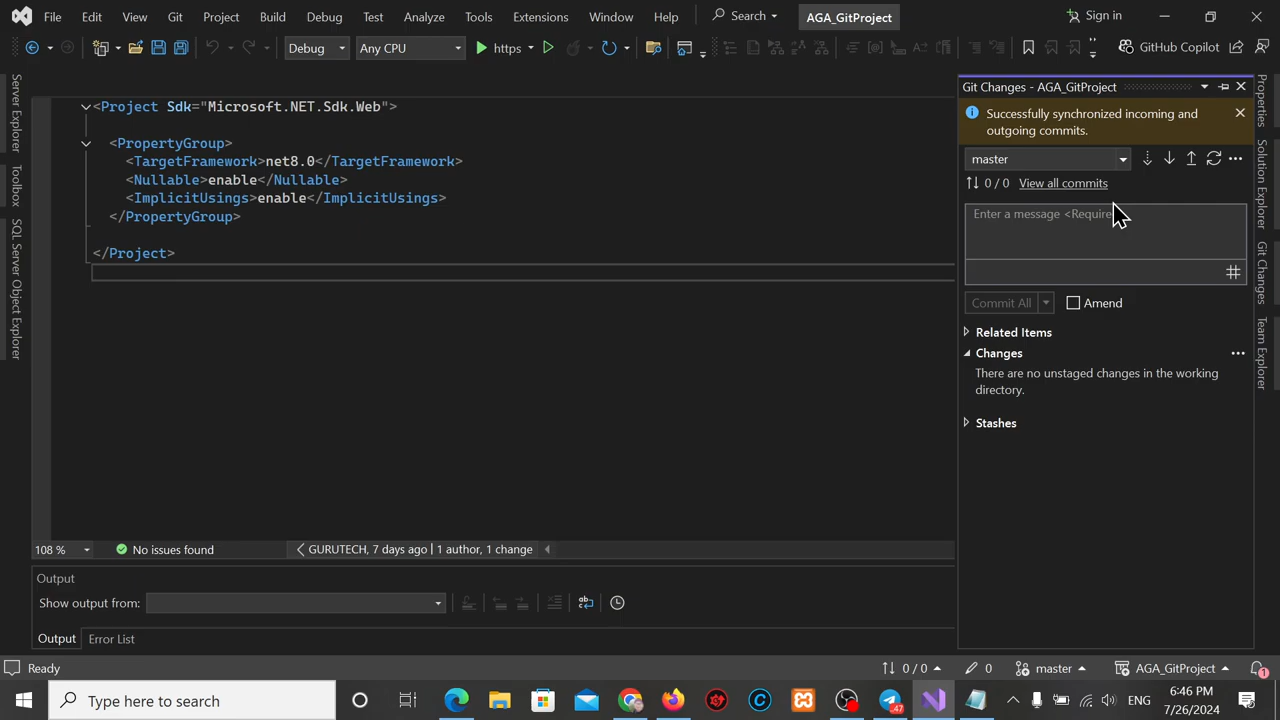 File Edit View Git Project Build Debug Test Analyze Tools Extensions Window Help Search AGA_GitProject Sign in
Debug Any CPU https GitHub Copilot
Server Explorer
Toolbox
SQL Server Object Explorer
<Project Sdk="Microsoft.NET.Sdk.Web">
<PropertyGroup>
<TargetFramework>net8.0</TargetFramework>
<Nullable>enable</Nullable>
<ImplicitUsings>enable</ImplicitUsings>
</PropertyGroup>
</Project>
108 % No issues found GURUTECH, 7 days ago | 1 author, 1 change
Output
Show output from:
Output Error List
Git Changes - AGA_GitProject
Successfully synchronized incoming and
outgoing commits.
master
0 / 0 View all commits
Enter a message <Require
Commit All Amend
Related Items
Changes
There are no unstaged changes in the working
directory.
Stashes
Properties
Solution Explorer
Git Changes
Team Explorer
Ready 0 / 0 0 master AGA_GitProject 1
Type here to search 47 ENG 6:46 PM
7/26/2024